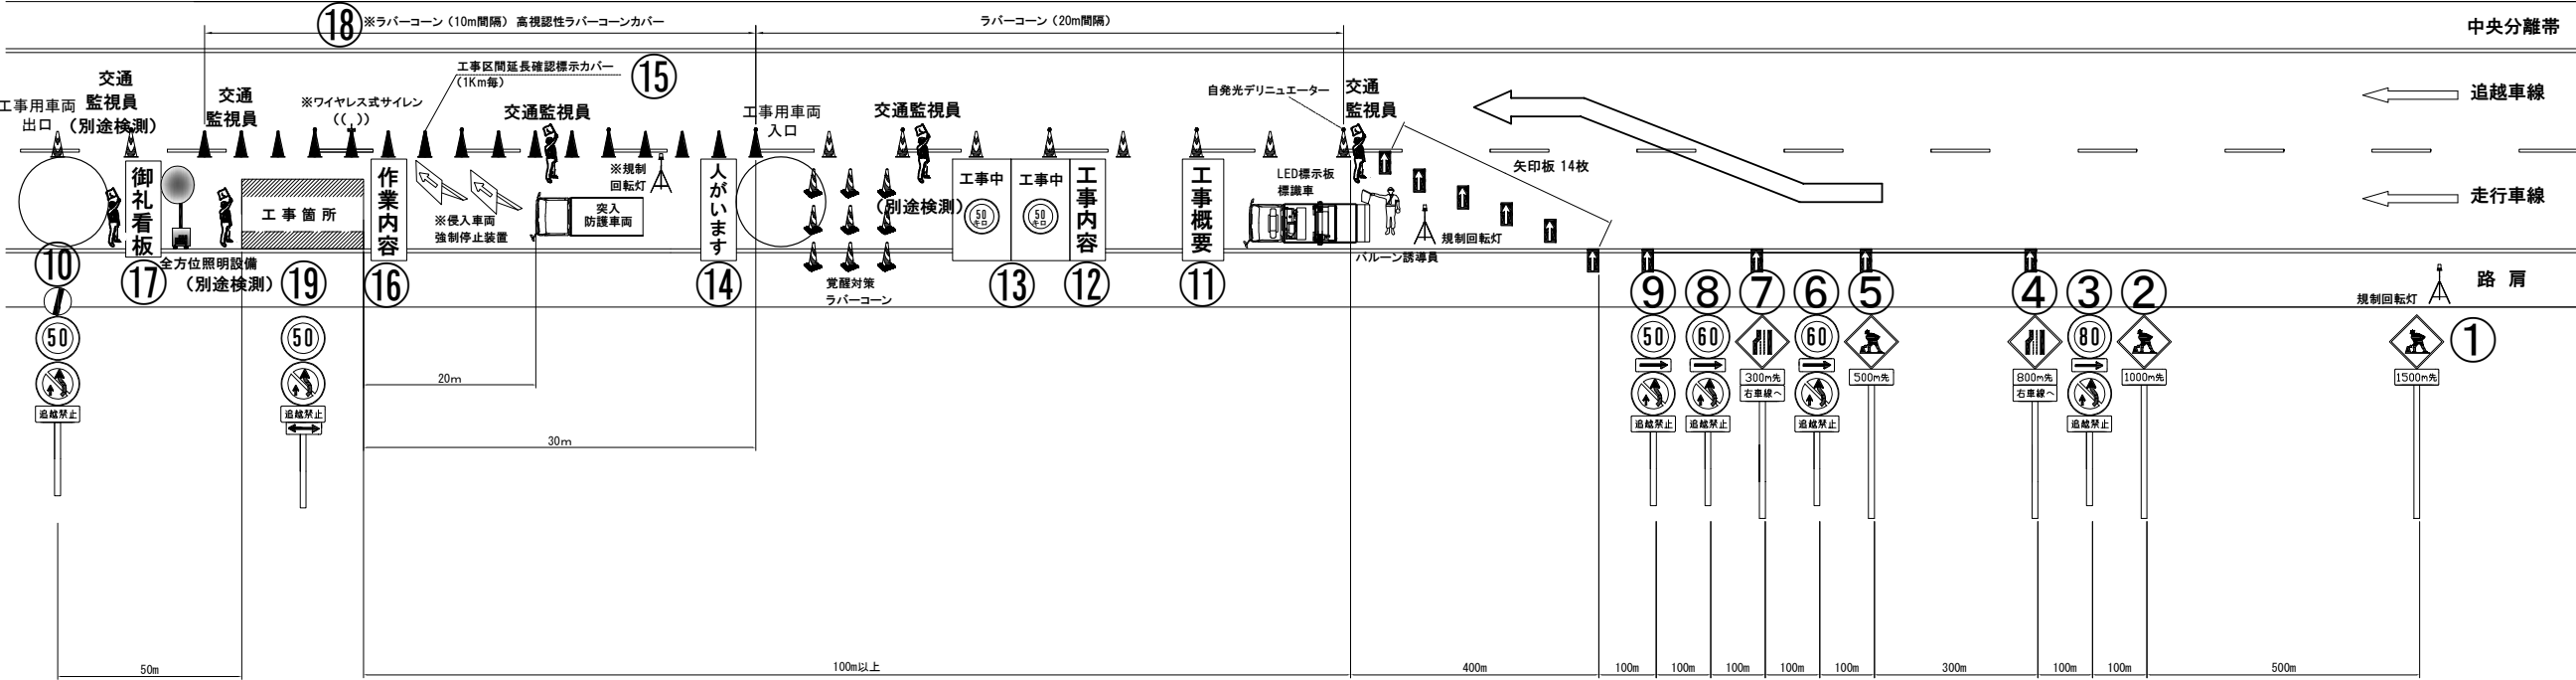 ⑱
※ラバーコーン（10m間隔） 高視認性ラバーコーンカバー
ラバーコーン（20m間隔）
中央分離帯
工事区間延長確認標示カバー
（1Km毎）
⑮
交通
監視員
（別途検測）
工事用車両
出口
交通
監視員
※ワイヤレス式サイレン
((　))
交通監視員
工事用車両
入口
交通監視員
（別途検測）
自発光デリニュエーター
交通
監視員
追越車線
御礼看板
工事箇所
作業内容
※侵入車両
強制停止装置
突入
防護車両
※規制
回転灯
人がいます
工事中
50
キロ
工事中
50
キロ
工事内容
工事概要
LED標示板
標識車
矢印板 14枚
規制回転灯
バルーン誘導員
走行車線
全方位照明設備
（別途検測）
覚醒対策
ラバーコーン
規制回転灯
路肩
⑩
⑰
⑲
⑯
⑭
⑬
⑫
⑪
⑨
⑧
⑦
⑥
⑤
④
③
②
①
50
追越禁止
50
追越禁止
50
追越禁止
60
追越禁止
300m先
右車線へ
60
追越禁止
500m先
800m先
右車線へ
80
追越禁止
1000m先
1500m先
20m
30m
50m
100m以上
400m
100m
100m
100m
100m
100m
300m
100m
100m
500m